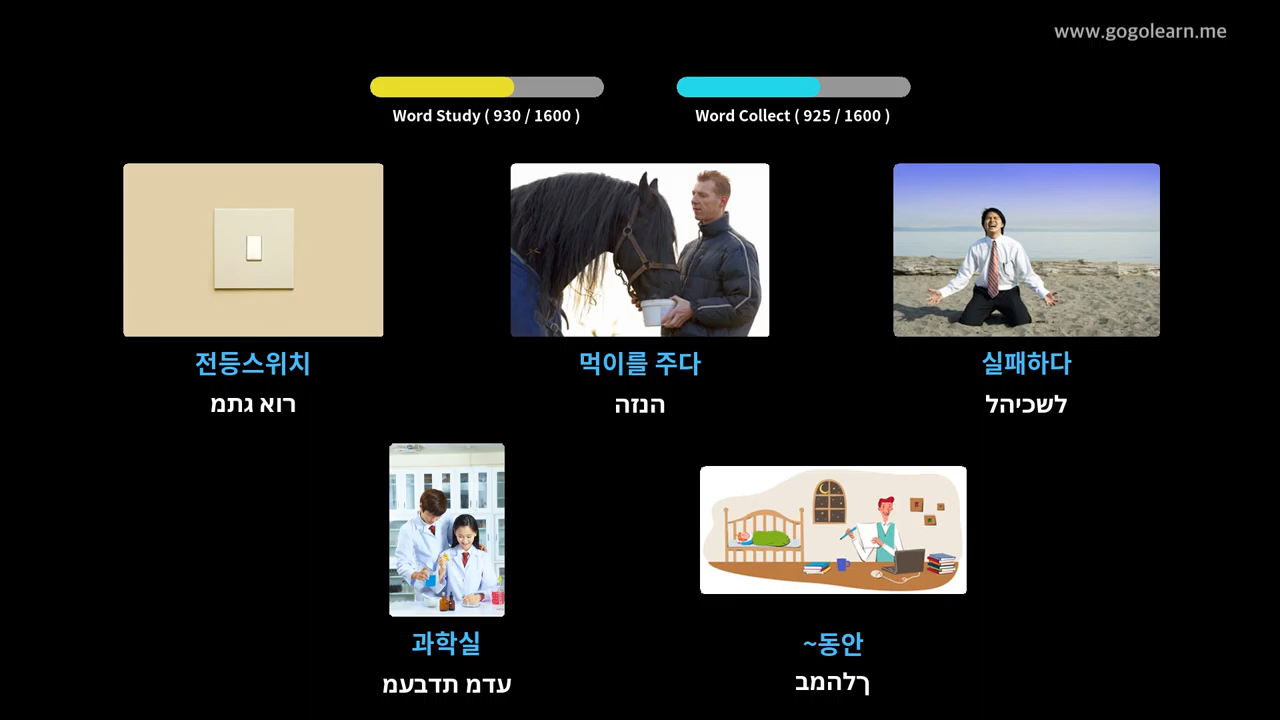 www.gogolearn.me
Word Study ( 930 / 1600 )
Word Collect ( 925 / 1600 )
전등스위치
מתג אור
먹이를 주다
הזנה
실패하다
להיכשל
과학실
מעבדת מדע
~동안
במהלך